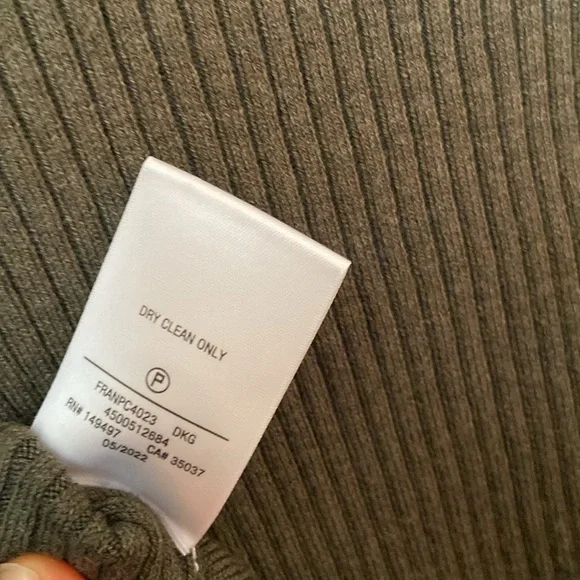 DRY CLEAN ONLY
P
FRANPC4023 DKG
4500512684
RN# 149497 CA# 35037
05/2022